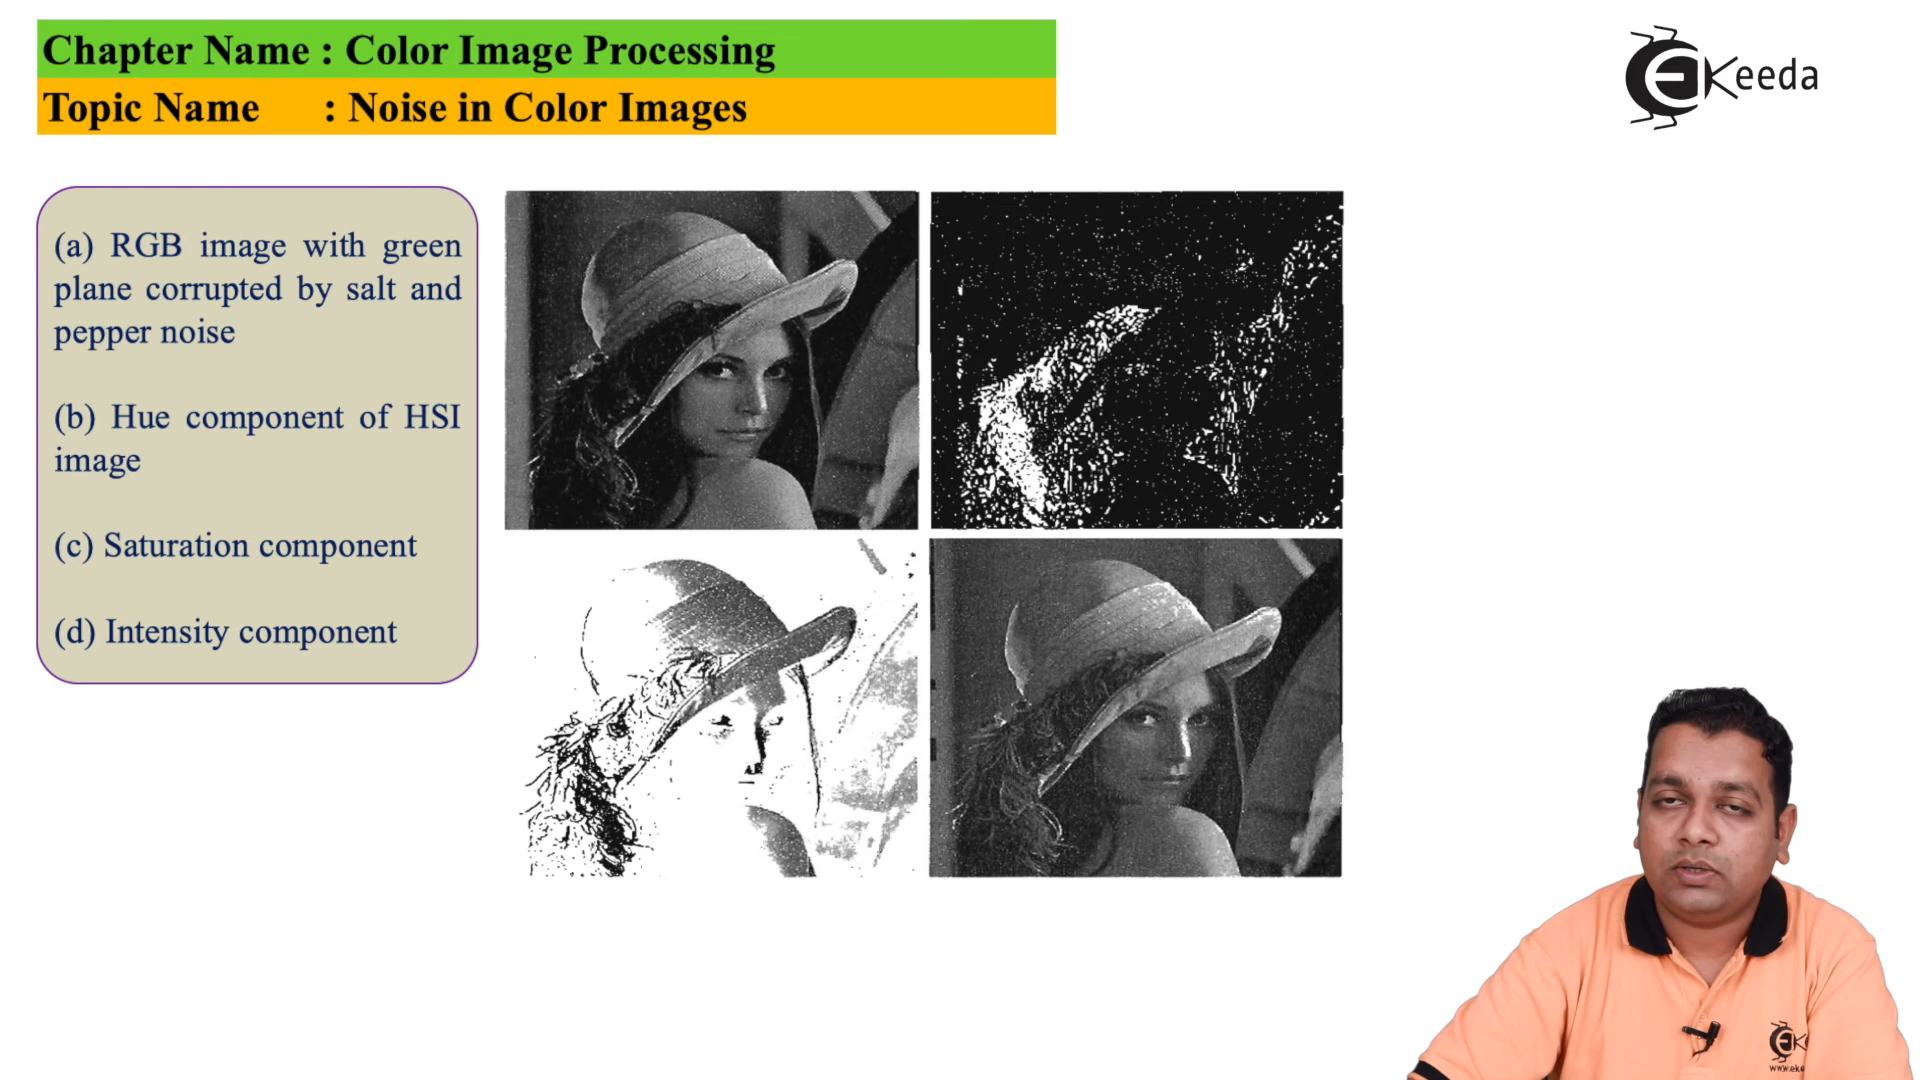 Chapter Name : Color Image Processing
Topic Name : Noise in Color Images
EKeeda
(a) RGB image with green
plane corrupted by salt and
pepper noise
(b) Hue component of HSI
image
(c) Saturation component
(d) Intensity component